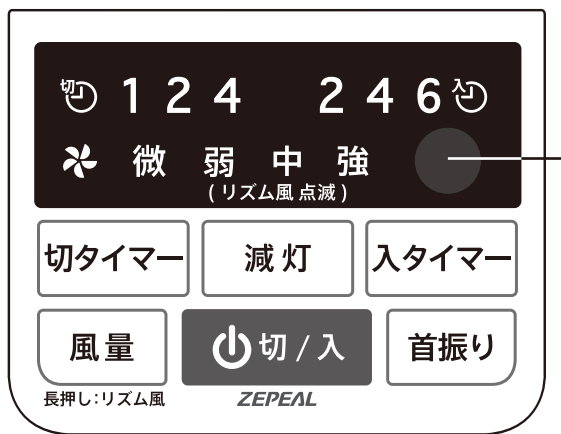 切 1 2 4 2 4 6 入
微 弱 中 強
(リズム風 点滅)
切タイマー 減灯 入タイマー
風量 切/入 首振り
長押し:リズム風 ZEPEAL